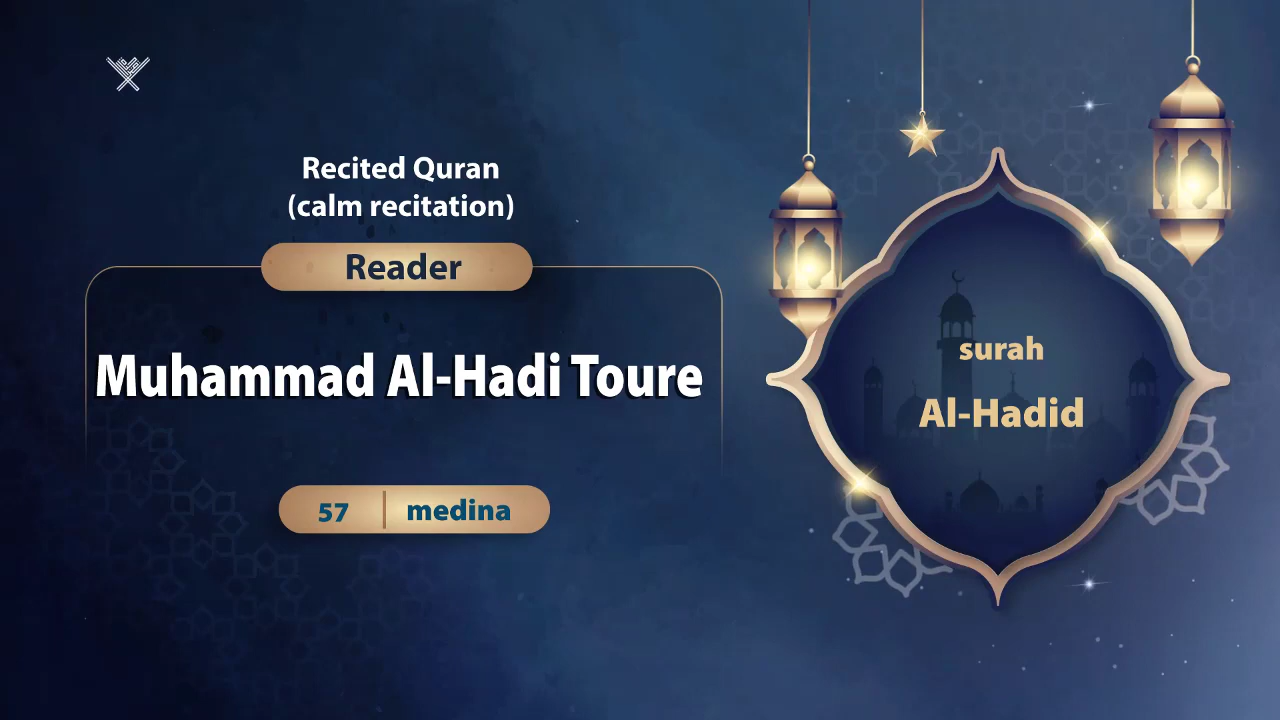 Recited Quran
(calm recitation)
Reader
Muhammad Al-Hadi Toure
57 medina
surah
Al-Hadid